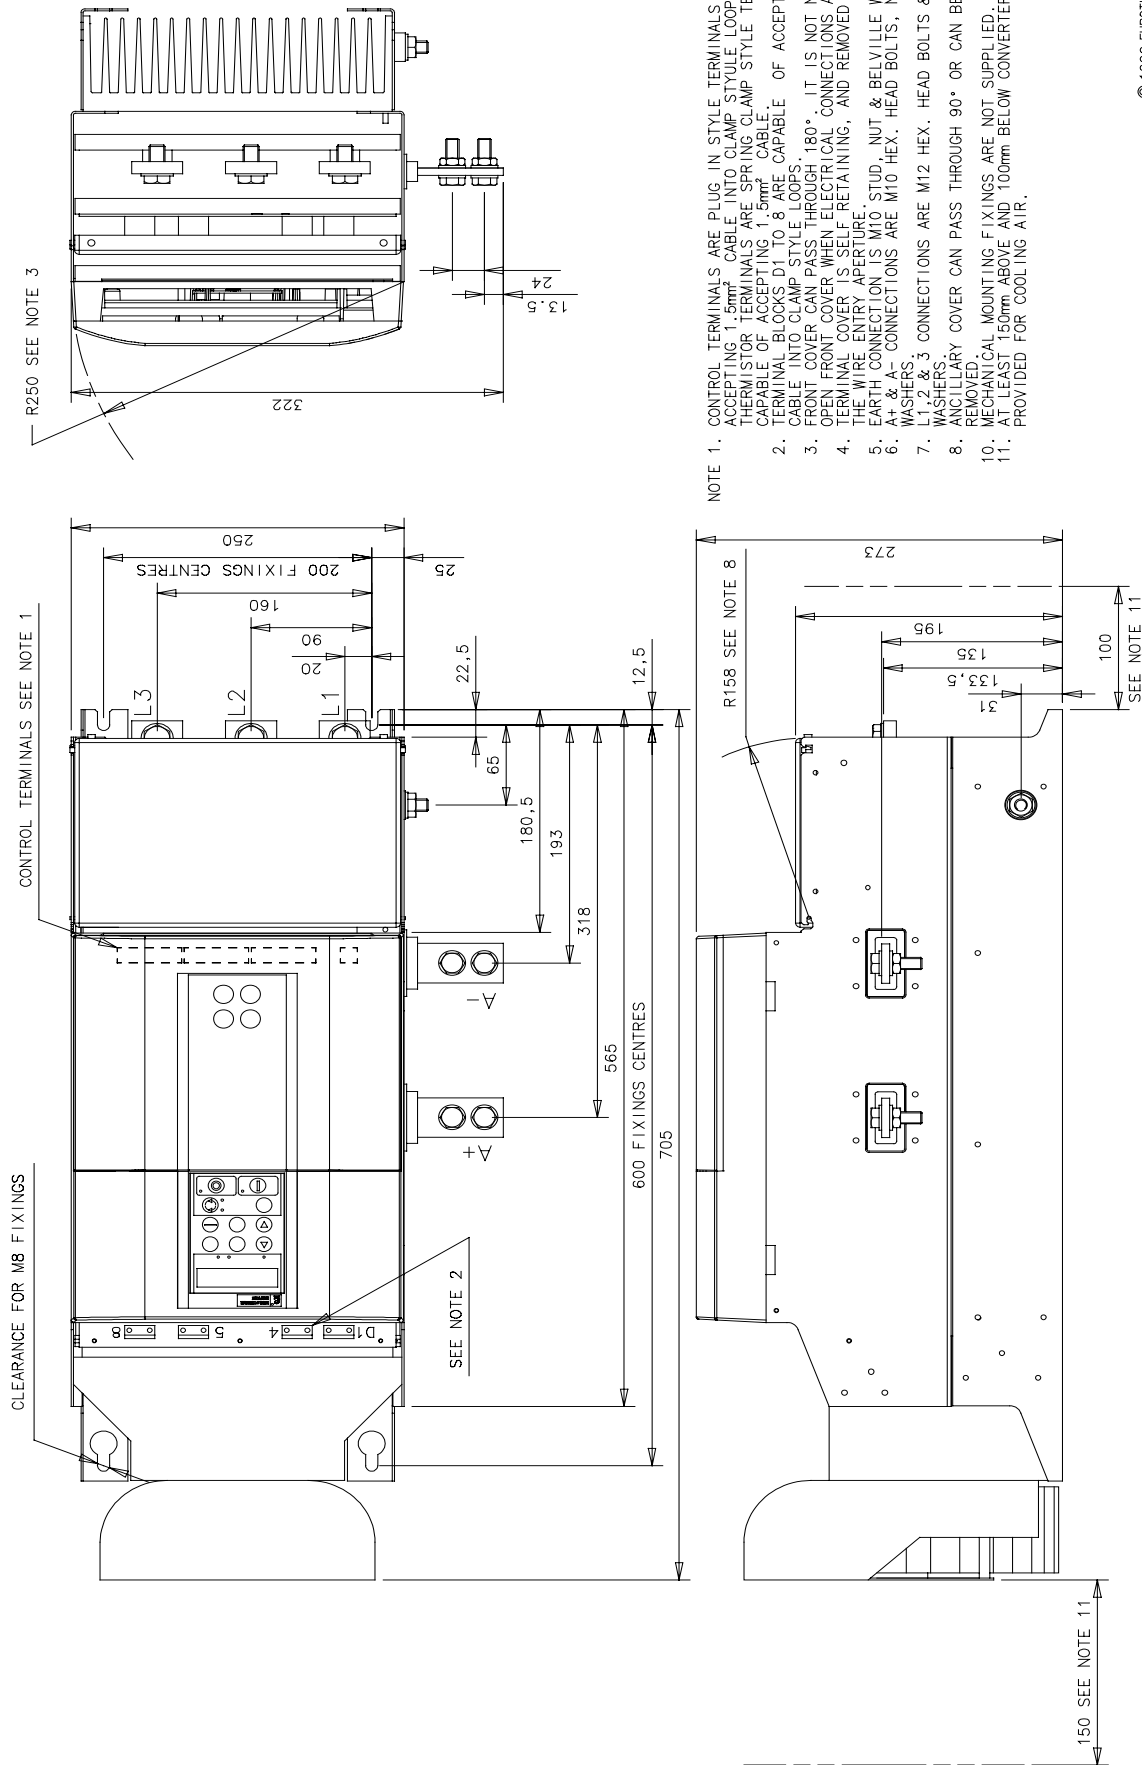 CLEARANCE FOR M8 FIXINGS
CONTROL TERMINALS SEE NOTE 1
R250 SEE NOTE 3
322
13.5
24
250
200 FIXINGS CENTRES
160
90
20
25
22,5
12,5
L3
L2
L1
65
180,5
193
318
565
600 FIXINGS CENTRES
705
A-
A+
8
5
4
D1
SEE NOTE 2
R158 SEE NOTE 8
273
195
135
133,5
31
100
SEE NOTE 11
150 SEE NOTE 11
NOTE 1. CONTROL TERMINALS ARE PLUG IN STYLE TERMINALS
ACCEPTING 1.5mm² CABLE INTO CLAMP STYULE LOOP
THERMISTOR TERMINALS ARE SPRING CLAMP STYLE TE
CAPABLE OF ACCEPTING 1.5mm² CABLE.
2. TERMINAL BLOCKS D1 TO 8 ARE CAPABLE OF ACCEPT
CABLE INTO CLAMP STYLE LOOPS.
3. FRONT COVER CAN PASS THROUGH 180°. IT IS NOT N
OPEN FRONT COVER WHEN ELECTRICAL CONNECTIONS A
4. TERMINAL COVER IS SELF RETAINING, AND REMOVED
THE WIRE ENTRY APERTURE.
5. EARTH CONNECTION IS M10 STUD, NUT & BELVILLE W
6. A+ & A- CONNECTIONS ARE M10 HEX. HEAD BOLTS, N
WASHERS.
7. L1,2 & 3 CONNECTIONS ARE M12 HEX. HEAD BOLTS &
WASHERS.
8. ANCILLARY COVER CAN PASS THROUGH 90° OR CAN BE
REMOVED.
10. MECHANICAL MOUNTING FIXINGS ARE NOT SUPPLIED.
11. AT LEAST 150mm ABOVE AND 100mm BELOW CONVERTER
PROVIDED FOR COOLING AIR.